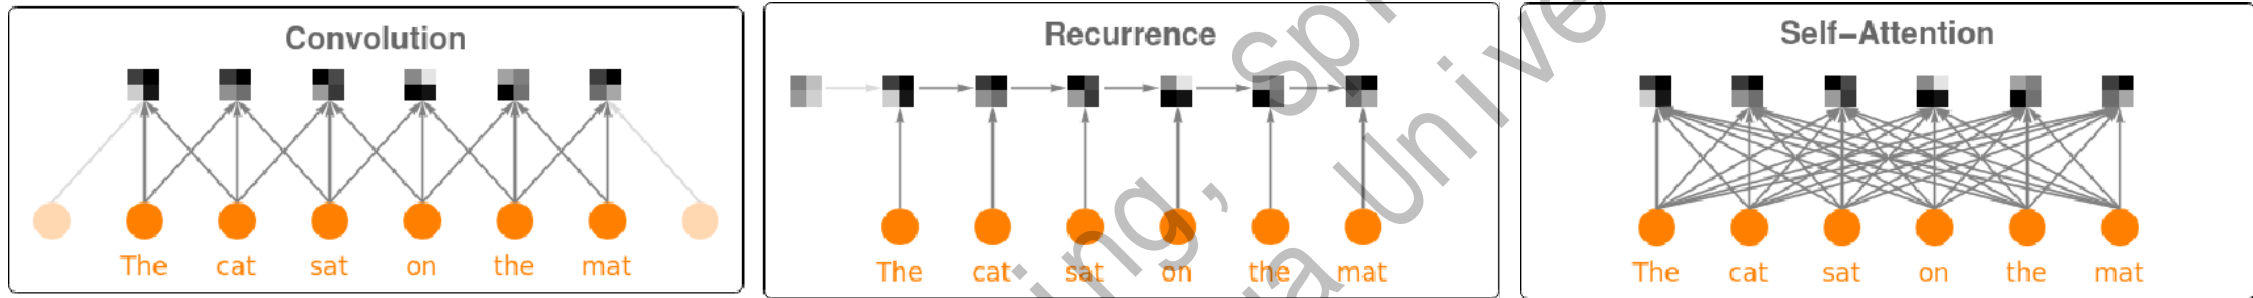 Convolution
The cat sat on the mat
Recurrence
The cat sat on the mat
Self-Attention
The cat sat on the mat